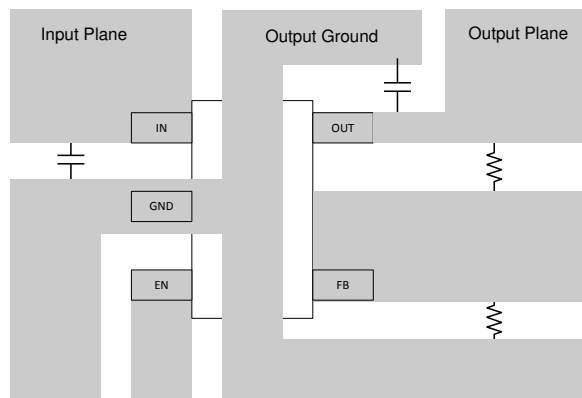 Input Plane
Output Ground
Output Plane
IN
OUT
GND
EN
FB